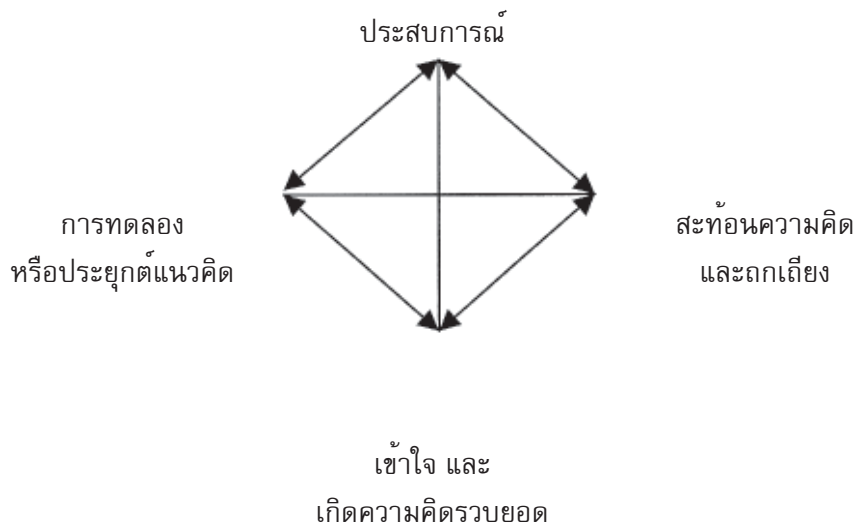 ประสบการณ์
การทดลอง
หรือประยุกต์แนวคิด
สะท้อนความคิด
และถกเถียง
เข้าใจ และ
เกิดความคิดรวบยอด